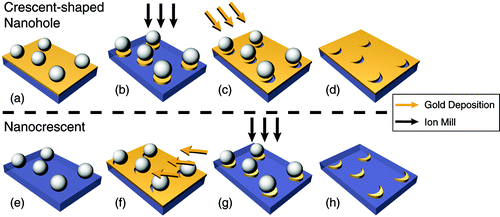 Crescent-shaped
Nanohole
(a)
(b)
(c)
(d)
Gold Deposition
Ion Mill
Nanocrescent
(e)
(f)
(g)
(h)